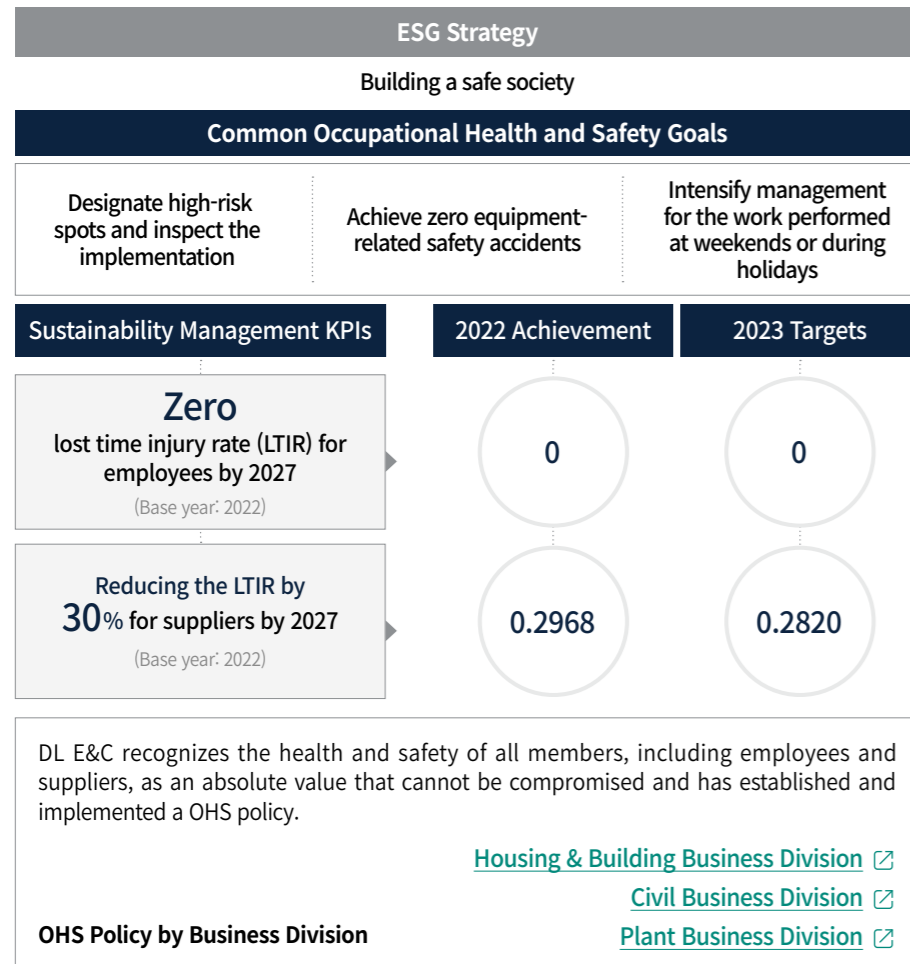 ESG Strategy
Building a safe society
Common Occupational Health and Safety Goals
Designate high-risk
spots and inspect the
implementation
Achieve zero equipment-
related safety accidents
Intensify management
for the work performed
at weekends or during
holidays
Sustainability Management KPIs
2022 Achievement
2023 Targets
Zero
lost time injury rate (LTIR) for
employees by 2027
(Base year: 2022)
0
0
Reducing the LTIR by
30% for suppliers by 2027
(Base year: 2022)
0.2968
0.2820
DL E&C recognizes the health and safety of all members, including employees and
suppliers, as an absolute value that cannot be compromised and has established and
implemented a OHS policy.
Housing & Building Business Division
Civil Business Division
OHS Policy by Business Division
Plant Business Division